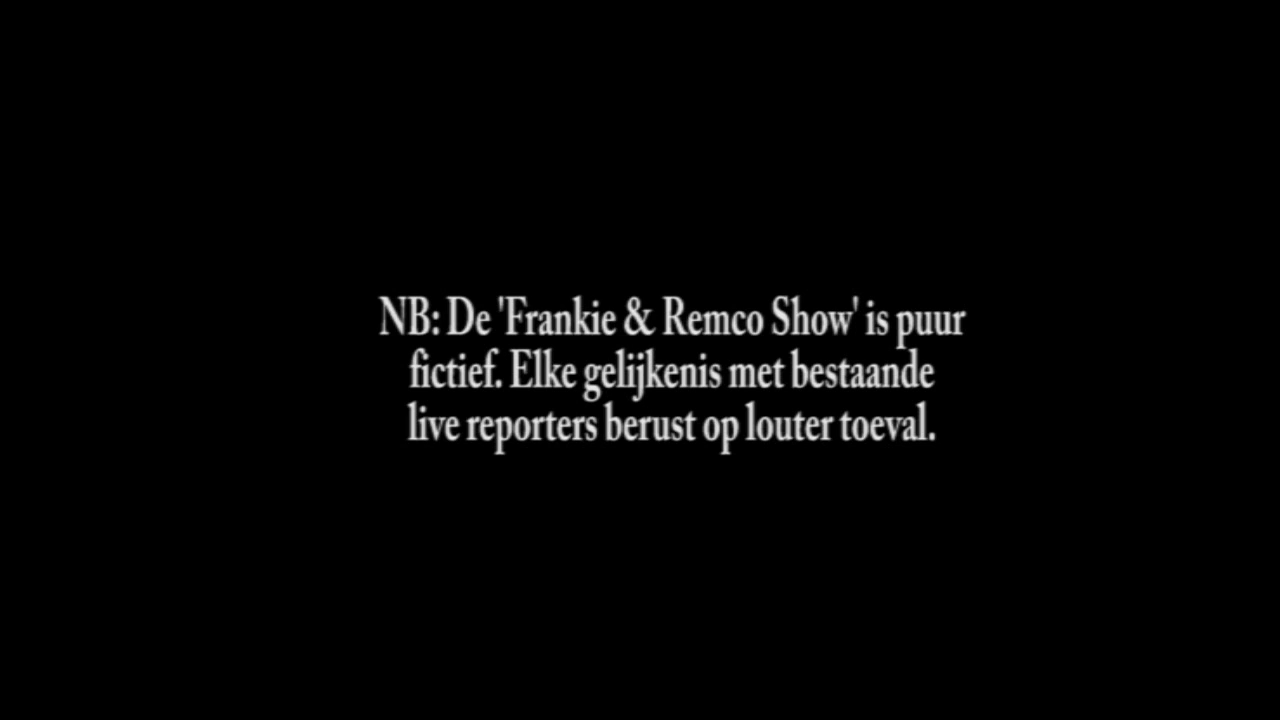 NB: De 'Frankie & Remco Show' is puur
fictief. Elke gelijkenis met bestaande
live reporters berust op louter toeval.